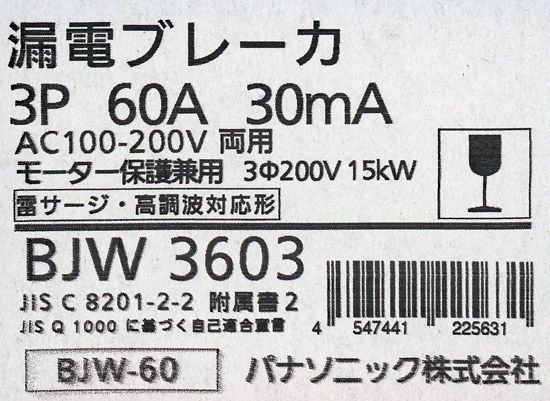 漏電ブレーカ
3P 60A 30mA
AC100-200V 両用
モーター保護兼用 3Φ200V 15kW
雷サージ・高調波対応形
BJW 3603
JIS C 8201-2-2 附属書2
JIS Q 1000 に基づく自己適合宣言
4 547441 225631
BJW-60 パナソニック株式会社